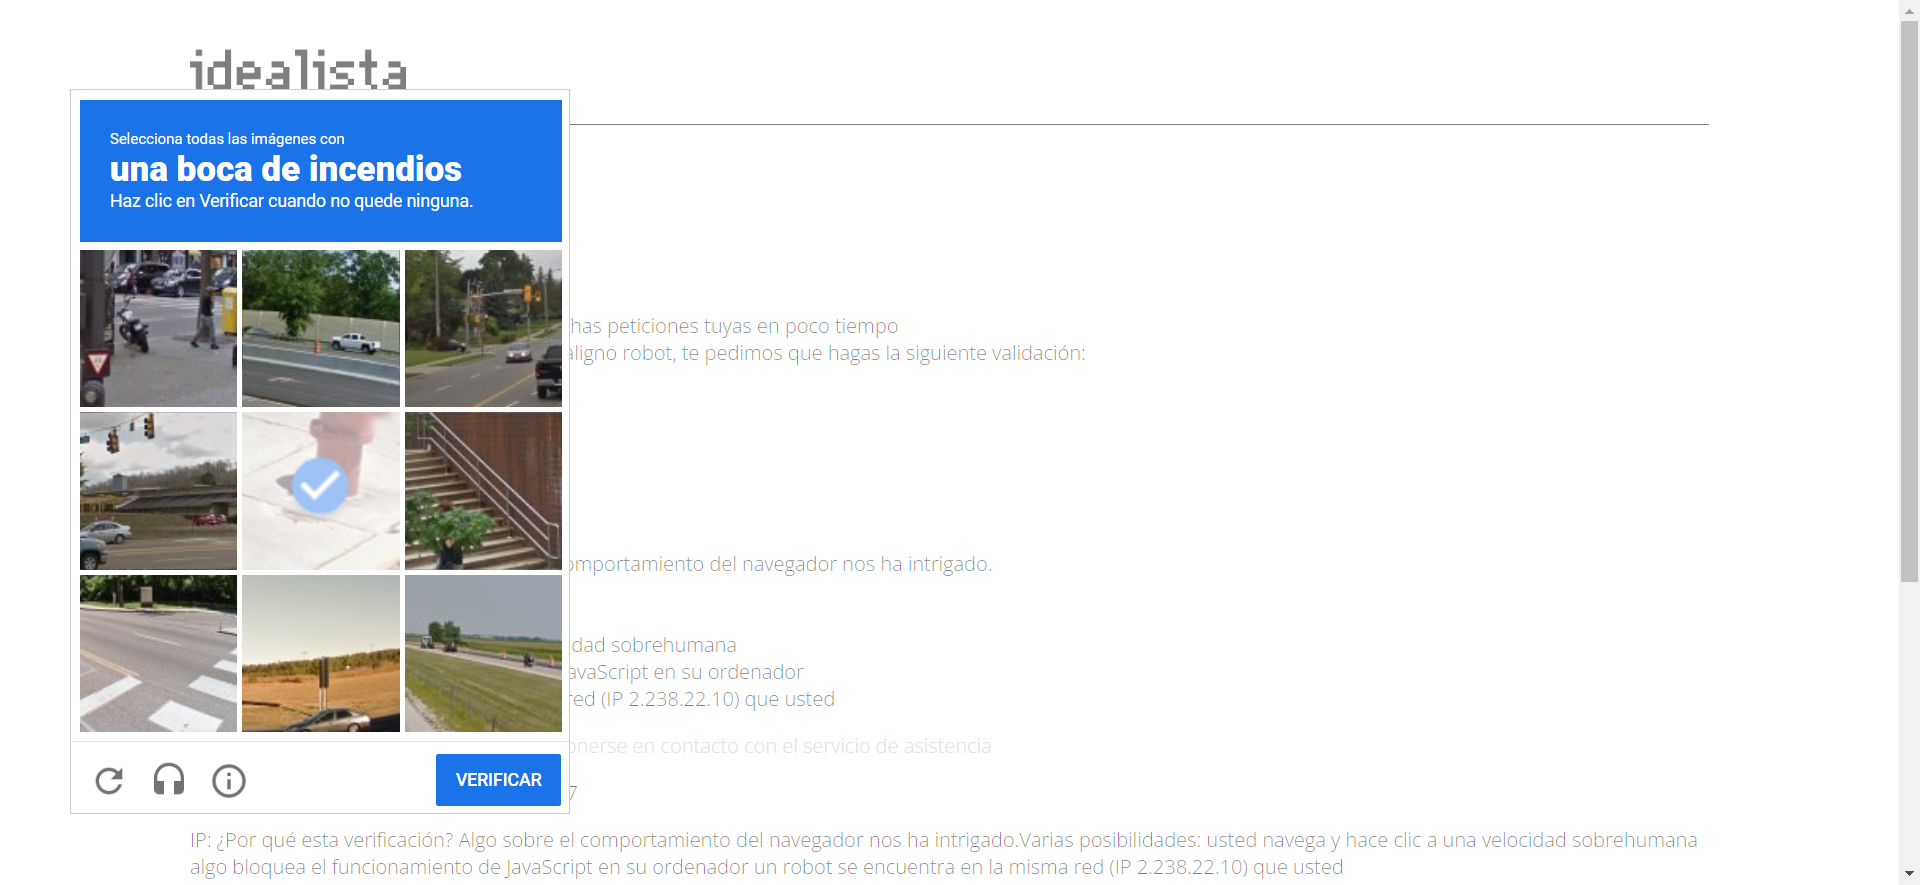 idealista
Selecciona todas las imágenes con
una boca de incendios
Haz clic en Verificar cuando no quede ninguna.
has peticiones tuyas en poco tiempo
aligno robot, te pedimos que hagas la siguiente validación:
omportamiento del navegador nos ha intrigado.
dad sobrehumana
avaScript en su ordenador
red (IP 2.238.22.10) que usted
onerse en contacto con el servicio de asistencia
VERIFICAR
7
IP: ¿Por qué esta verificación? Algo sobre el comportamiento del navegador nos ha intrigado.Varias posibilidades: usted navega y hace clic a una velocidad sobrehumana
algo bloquea el funcionamiento de JavaScript en su ordenador un robot se encuentra en la misma red (IP 2.238.22.10) que usted